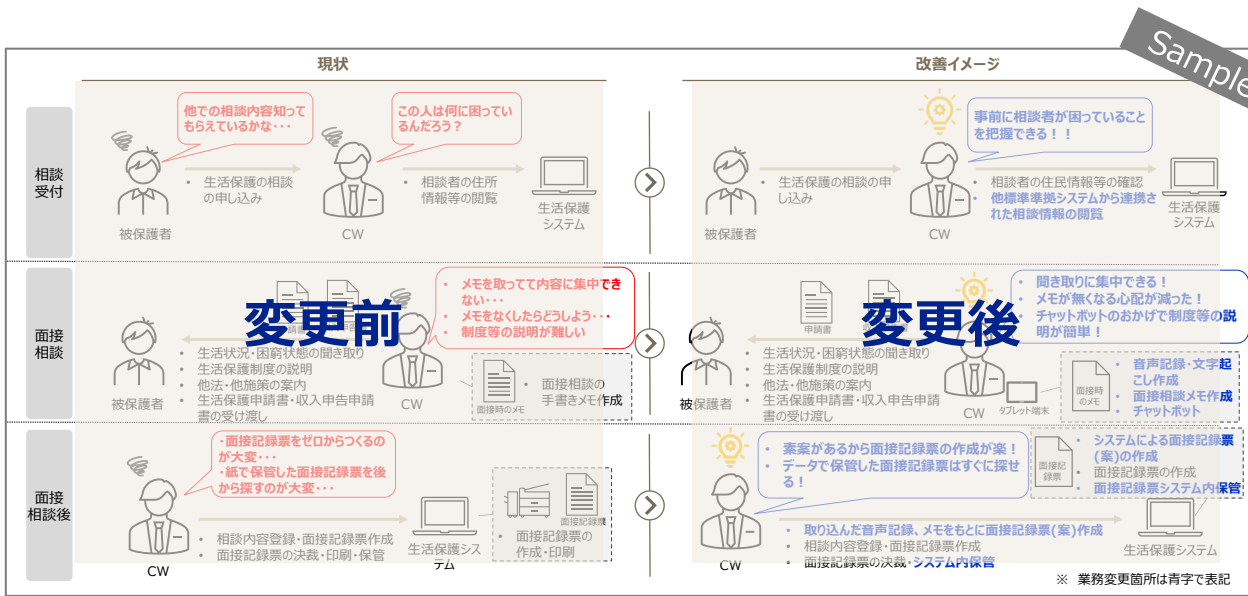 Sample
現状
改善イメージ
相談
受付
他での相談内容知って
もらえているかな・・・
この人は何に困ってい
るんだろう？
• 生活保護の相談
の申し込み
• 相談者の住所
情報等の閲覧
被保護者
CW
生活保護
システム
事前に相談者が困っていること
を把握できる！！
• 生活保護の相談の申
し込み
• 相談者の住民情報等の確認
• 他標準準拠システムから連携さ
れた相談情報の閲覧
被保護者
CW
生活保護
システム
面接
相談
変更前
• メモを取ってて内容に集中でき
ない・・・
• メモをなくしたらどうしよう・・・
• 制度等の説明が難しい
• 生活状況・困窮状態の聞き取り
• 生活保護制度の説明
• 他法・他施策の案内
• 生活保護申請書・収入申告申請
書の受け渡し
被保護者
CW
面接時のメモ
• 面接相談の
手書きメモ作成
変更後
申請書
• 聞き取りに集中できる！
• メモが無くなる心配が減った！
• チャットボットのおかげで制度等の説
明が簡単！
• 生活状況・困窮状態の聞き取り
• 生活保護制度の説明
• 他法・他施策の案内
• 生活保護申請書・収入申告申請
書の受け渡し
被保護者
CW
タブレット端末
面接時
のメモ
• 音声記録・文字起
こし作成
• 面接相談メモ作成
• チャットボット
面接
相談後
・面接記録票をゼロからつくるの
が大変・・・
・紙で保管した面接記録票を後
から探すのが大変・・・
• 相談内容登録・面接記録票作成
• 面接記録票の決裁・印刷・保管
CW
生活保護シス
テム
面接記録票
• 面接記録票の
作成・印刷
• 素案があるから面接記録票の作成が楽！
• データで保管した面接記録票はすぐに探せ
る！
面接記
録票
• システムによる面接記録票
(案)の作成
• 面接記録票の作成
• 面接記録票システム内保管
• 取り込んだ音声記録、メモをもとに面接記録票(案)作成
• 相談内容登録・面接記録票作成
• 面接記録票の決裁・システム内保管
CW
生活保護システム
※ 業務変更箇所は青字で表記